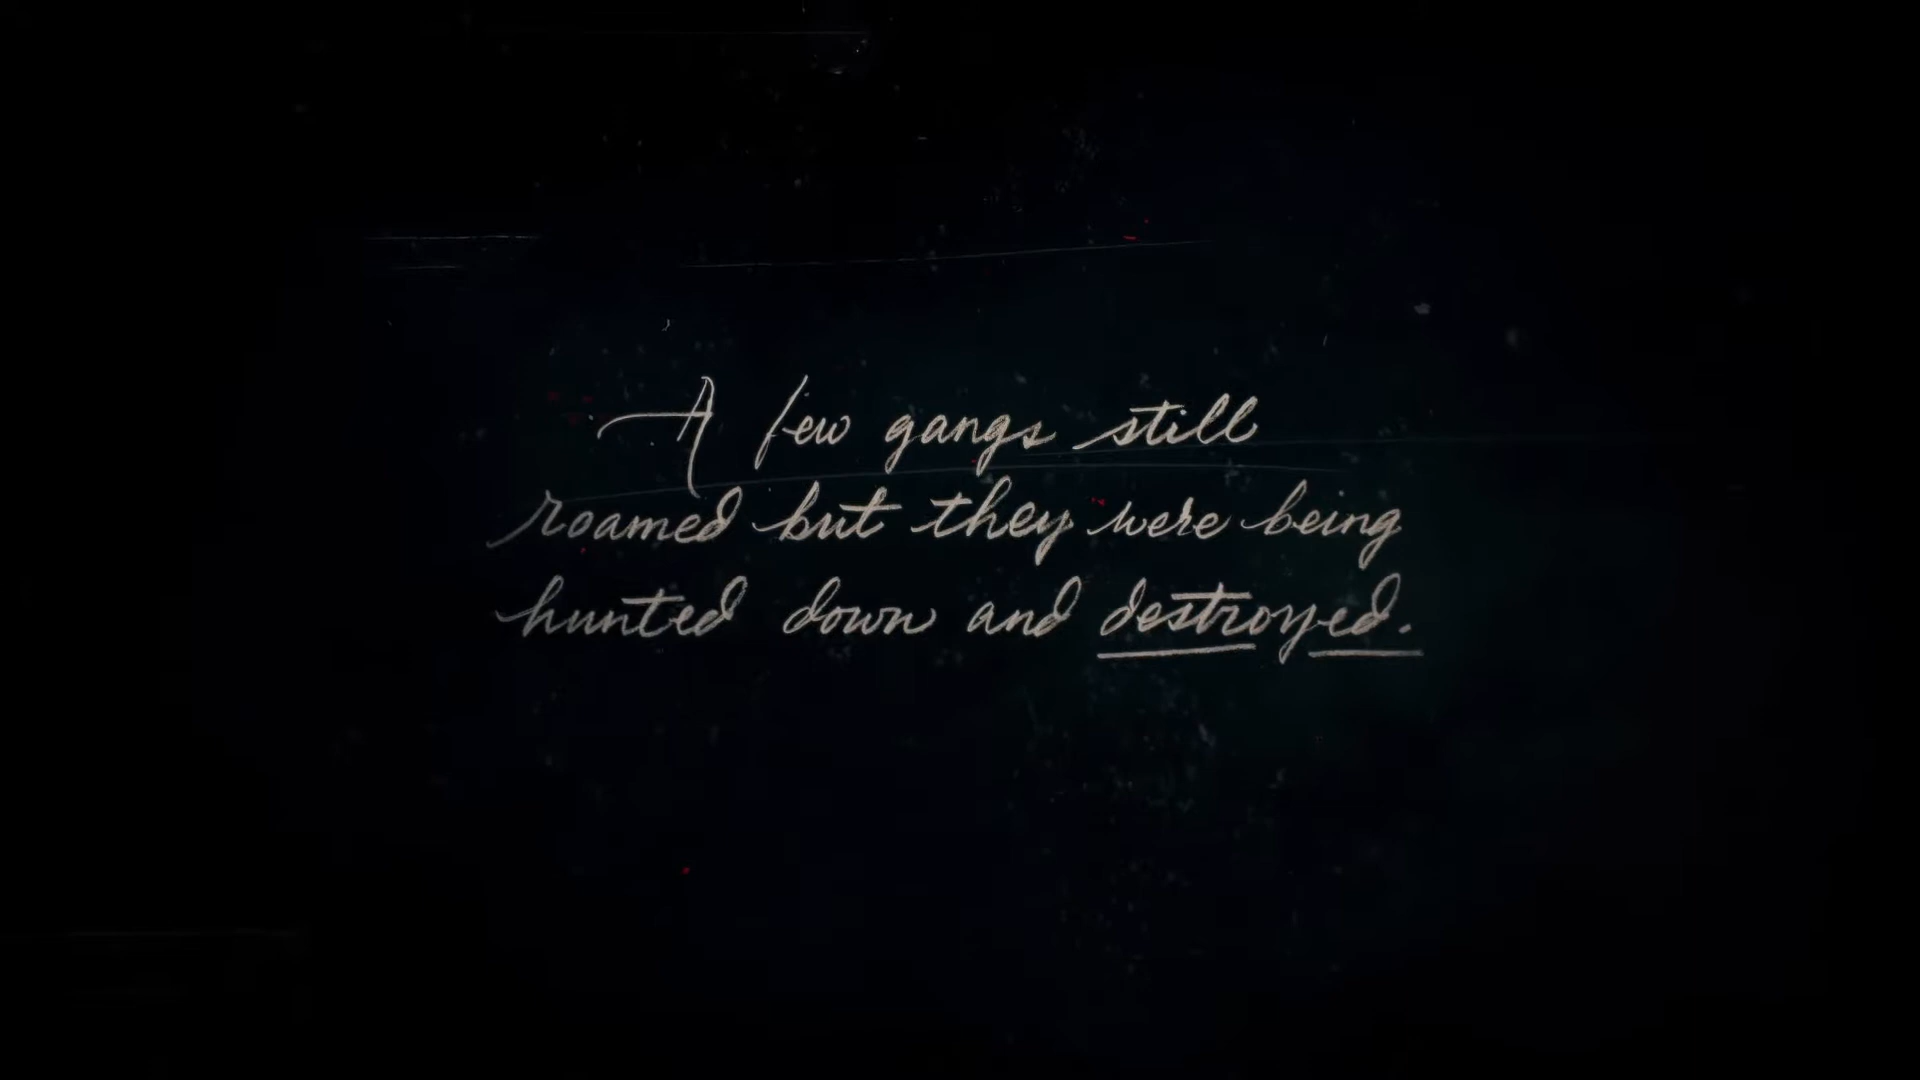 A few gangs still
roamed but they were being
hunted down and destroyed.